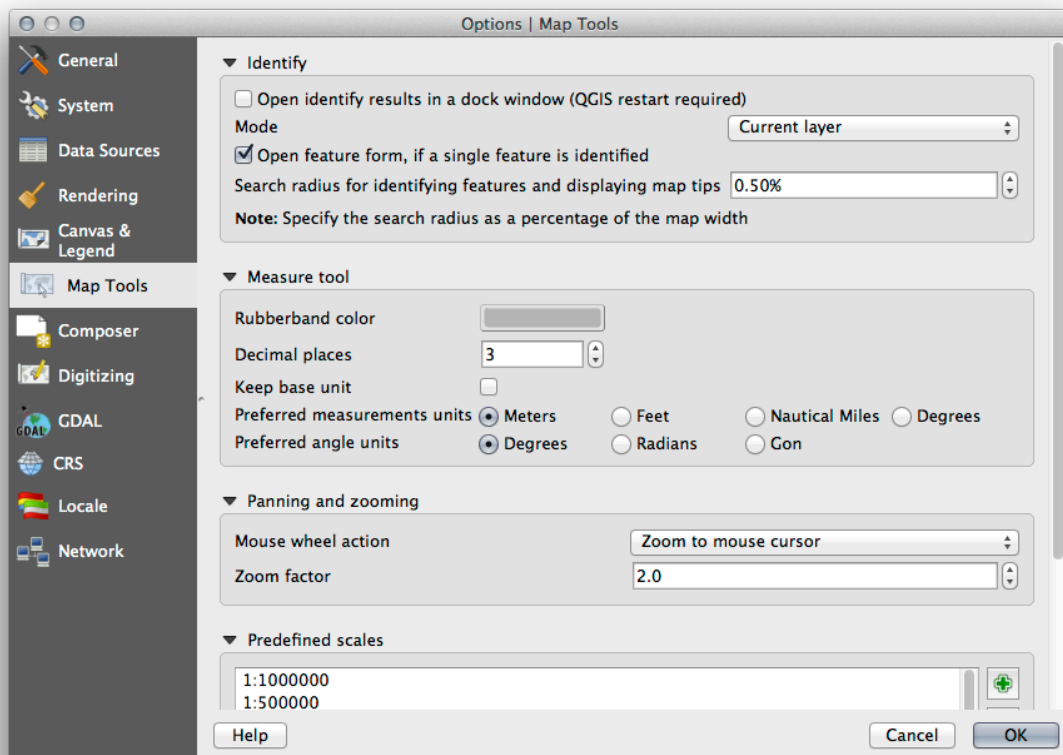 Options | Map Tools
General
System
Data Sources
Rendering
Canvas &
Legend
Map Tools
Composer
Digitizing
GDAL
GDAL
CRS
Locale
Network
Identify
Open identify results in a dock window (QGIS restart required)
Mode Current layer
Open feature form, if a single feature is identified
Search radius for identifying features and displaying map tips 0.50%
Note: Specify the search radius as a percentage of the map width
Measure tool
Rubberband color
Decimal places 3
Keep base unit
Preferred measurements units Meters Feet Nautical Miles Degrees
Preferred angle units Degrees Radians Gon
Panning and zooming
Mouse wheel action Zoom to mouse cursor
Zoom factor 2.0
Predefined scales
1:1000000
1:500000
Help Cancel OK